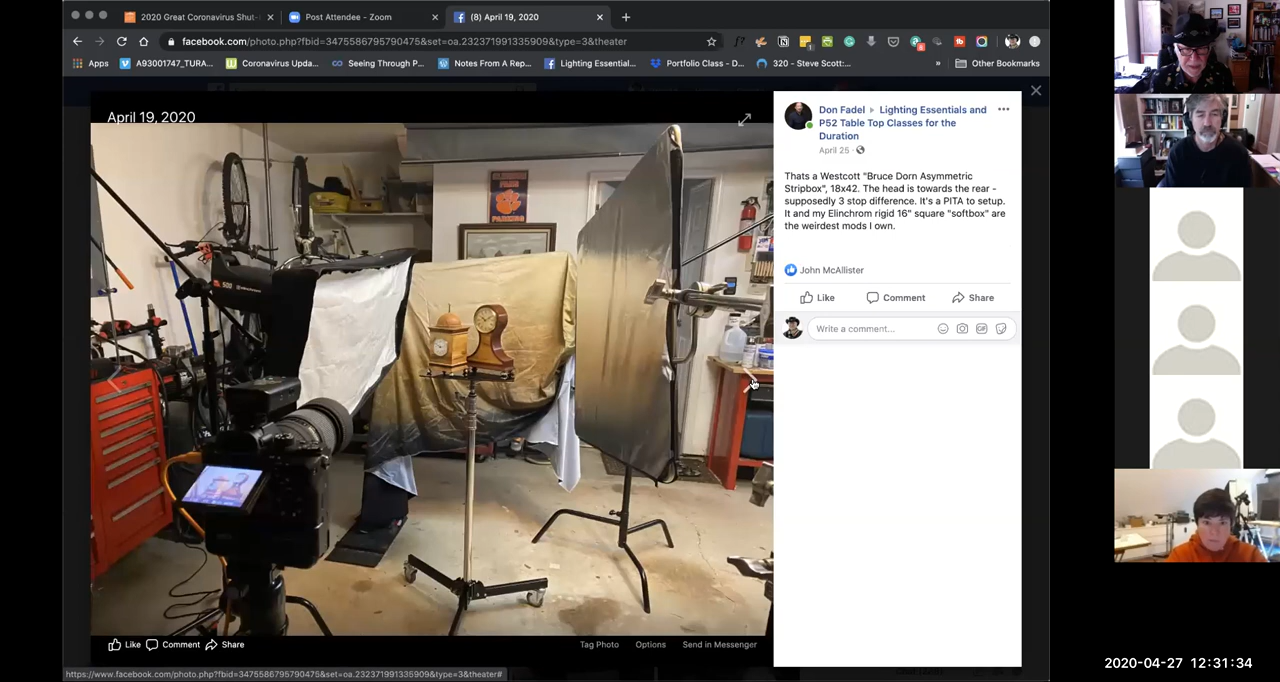 2020 Great Coronavirus Shut-
Post Attendee - Zoom
(8) April 19, 2020
facebook.com/photo.php?fbid=3475586795790475&set=oa.232371991335909&type=3&theater
Apps
A93001747_TURA...
Coronavirus Upda...
Seeing Through P...
Notes From A Rep...
Lighting Essential...
Portfolio Class - D...
320 - Steve Scott:...
»
Other Bookmarks
April 19, 2020
Don Fadel ▸ Lighting Essentials and
P52 Table Top Classes for the
Duration
April 25 ·
Thats a Westcott "Bruce Dorn Asymmetric
Stripbox", 18x42. The head is towards the rear -
supposedly 3 stop difference. It's a PITA to setup.
It and my Elinchrom rigid 16" square "softbox" are
the weirdest mods I own.
John McAllister
Like
Comment
Share
Write a comment...
500
PARKING
Like
Comment
Share
Tag Photo
Options
Send in Messenger
https://www.facebook.com/photo.php?fbid=3475586795790475&set=oa.232371991335909&type=3&theater#
2020-04-27 12:31:34